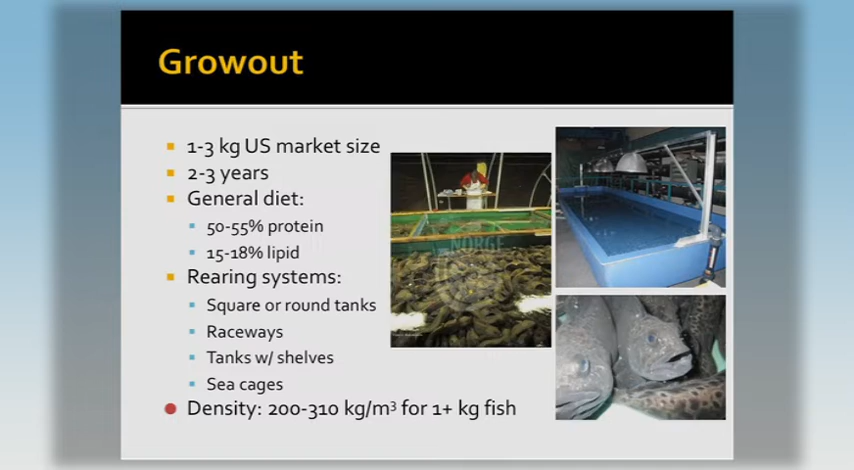 Growout
1-3 kg US market size
2-3 years
General diet:
50-55% protein
15-18% lipid
Rearing systems:
Square or round tanks
Raceways
Tanks w/ shelves
Sea cages
Density: 200-310 kg/m³ for 1+ kg fish
NORGE